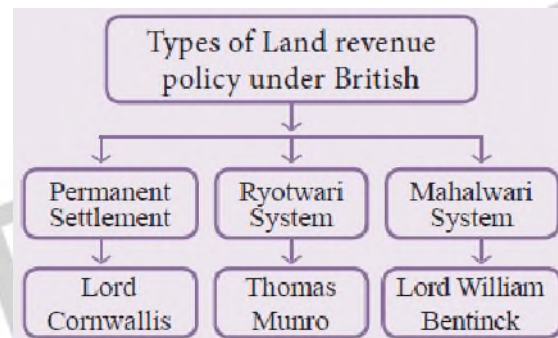 Types of Land revenue
policy under British
Permanent
Settlement
Ryotwari
System
Mahalwari
System
Lord
Cornwallis
Thomas
Munro
Lord William
Bentinck